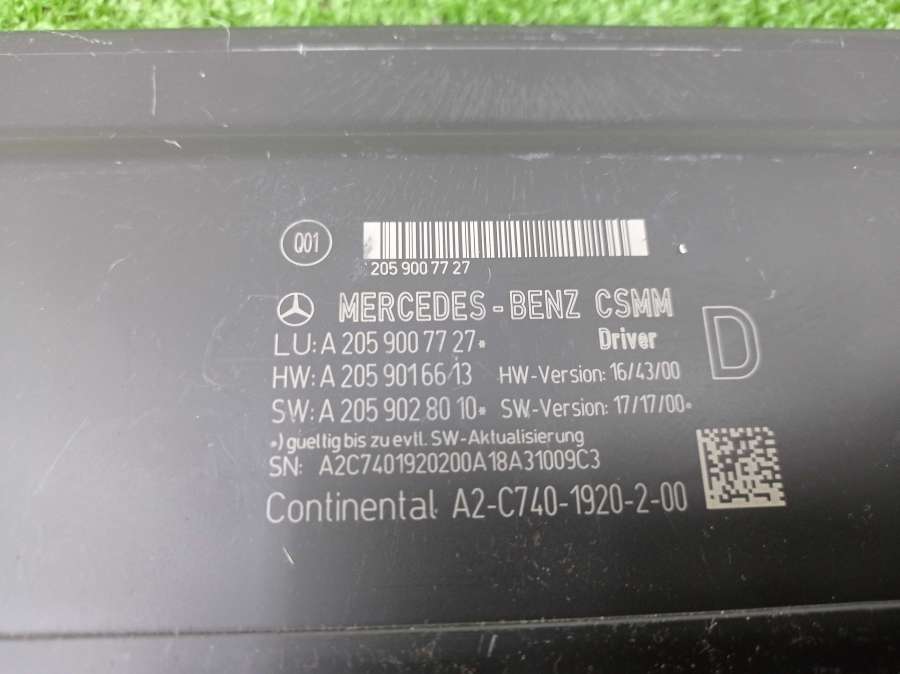 Q01
205 900 77 27
MERCEDES-BENZ CSMM
LU: A 205 900 77 27* Driver D
HW: A 205 901 66 13 HW-Version: 16/43/00
SW: A 205 902 80 10* SW-Version: 17/17/00*
*) gueltig bis zu evtl. SW-Aktualisierung
SN: A2C7401920200A18A31009C3
Continental A2-C740-1920-2-00